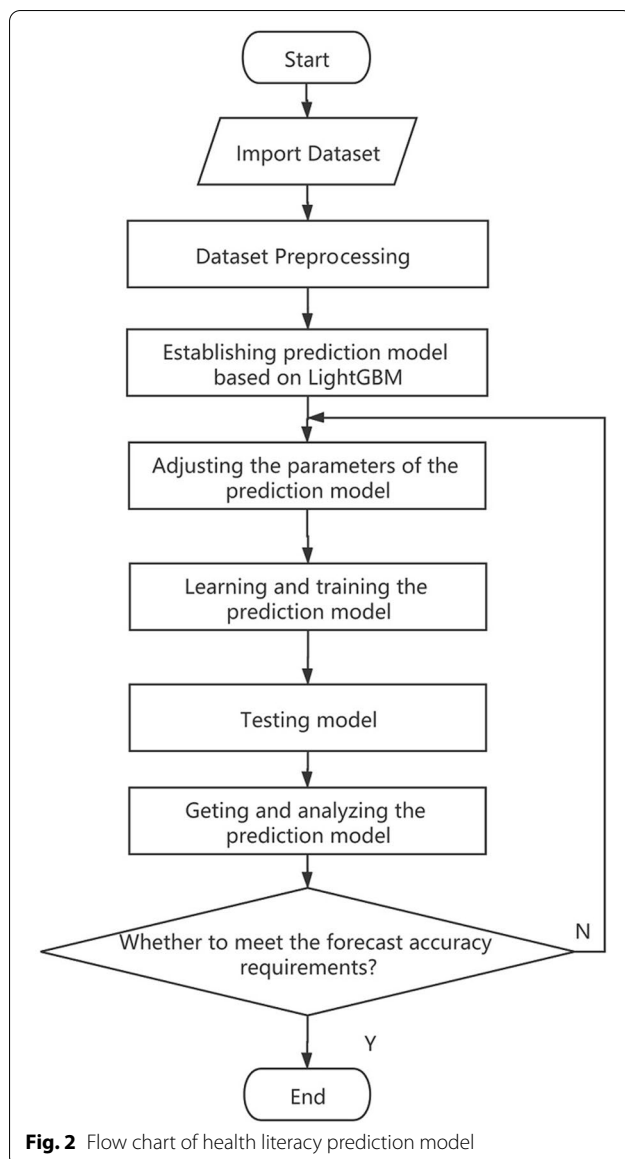 Start
Import Dataset
Dataset Preprocessing
Establishing prediction model
based on LightGBM
Adjusting the parameters of the
prediction model
Learning and training the
prediction model
Testing model
Geting and analyzing the
prediction model
Whether to meet the forecast accuracy
requirements?
N
Y
End
Fig. 2 Flow chart of health literacy prediction model